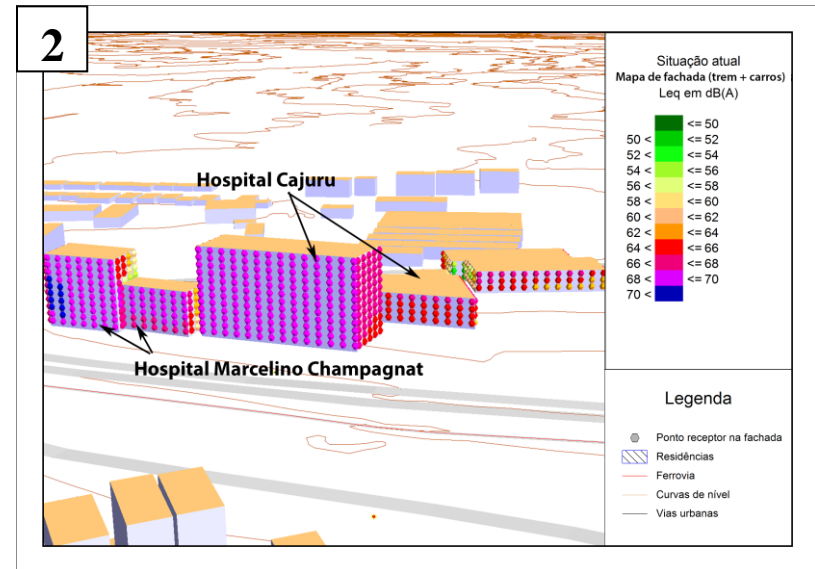 2
Situação atual
Mapa de fachada (trem + carros)
Leq em dB(A)
<= 50
50 < <= 52
52 < <= 54
54 < <= 56
56 < <= 58
58 < <= 60
60 < <= 62
62 < <= 64
64 < <= 66
66 < <= 68
68 < <= 70
70 <
Hospital Cajuru
Hospital Marcelino Champagnat
Legenda
Ponto receptor na fachada
Residências
Ferrovia
Curvas de nível
Vias urbanas